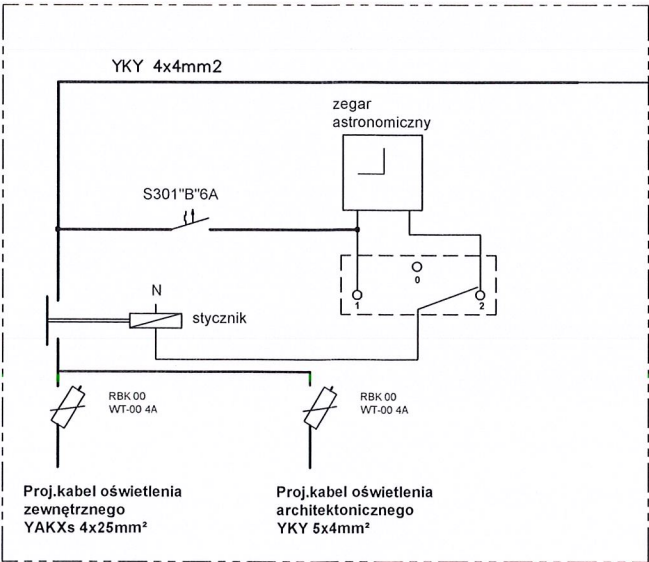 YKY 4x4mm2
zegar
astronomiczny
S301"B"6A
0
1
2
N
stycznik
RBK 00
WT-00 4A
RBK 00
WT-00 4A
Proj.kabel oświetlenia
zewnętrznego
YAKXs 4x25mm²
Proj.kabel oświetlenia
architektonicznego
YKY 5x4mm²